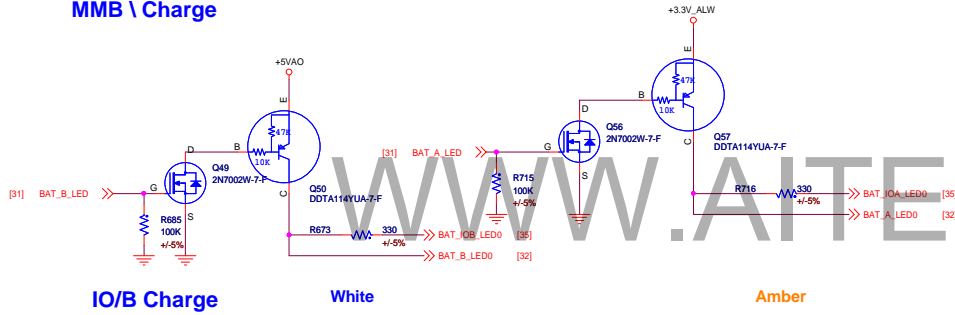 MMB \ Charge
+3.3V_ALW
E
47K
B
10K
C
Q57
DDTA114YUA-7-F
D
Q56
2N7002W-7-F
G
S
[31] BAT_A_LED
R715
100K
+/-5%
R716 330
+/-5%
BAT_IOA_LED0 [35]
BAT_A_LED0 [32]
+5VAO
E
47K
B
10K
C
Q50
DDTA114YUA-7-F
D
Q49
2N7002W-7-F
G
S
[31] BAT_B_LED
R685
100K
+/-5%
R673 330
+/-5%
BAT_IOB_LED0 [35]
BAT_B_LED0 [32]
WWW.AITE
IO/B Charge
White
Amber